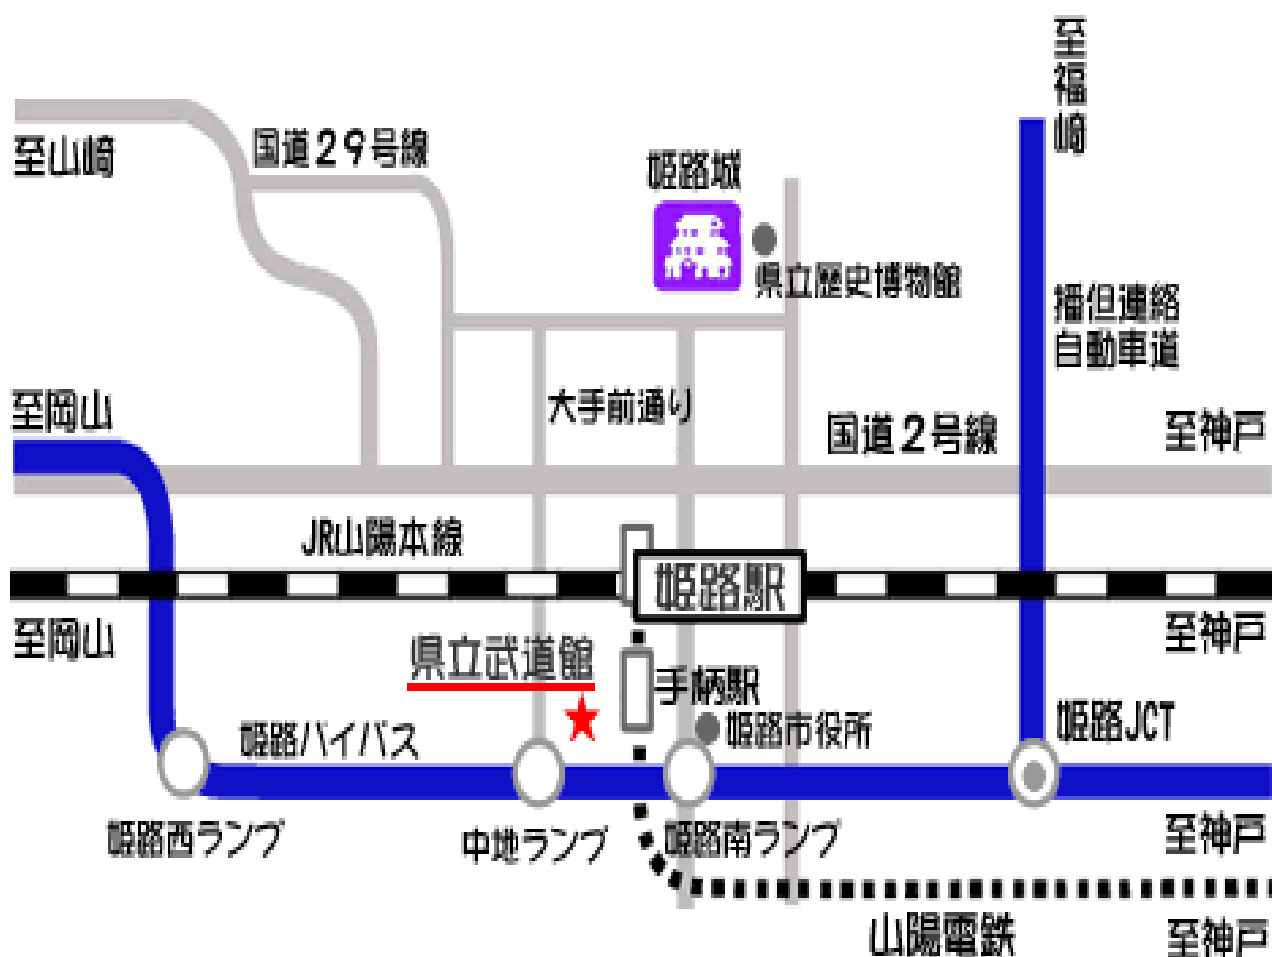 至福崎
至山崎
国道29号線
姫路城
県立歴史博物館
播但連絡
自動車道
至岡山
大手前通り
国道2号線
至神戸
JR山陽本線
姫路駅
至岡山
至神戸
県立武道館
手柄駅
姫路バイパス
姫路市役所
姫路JCT
姫路西ランプ
中地ランプ
姫路南ランプ
至神戸
山陽電鉄
至神戸